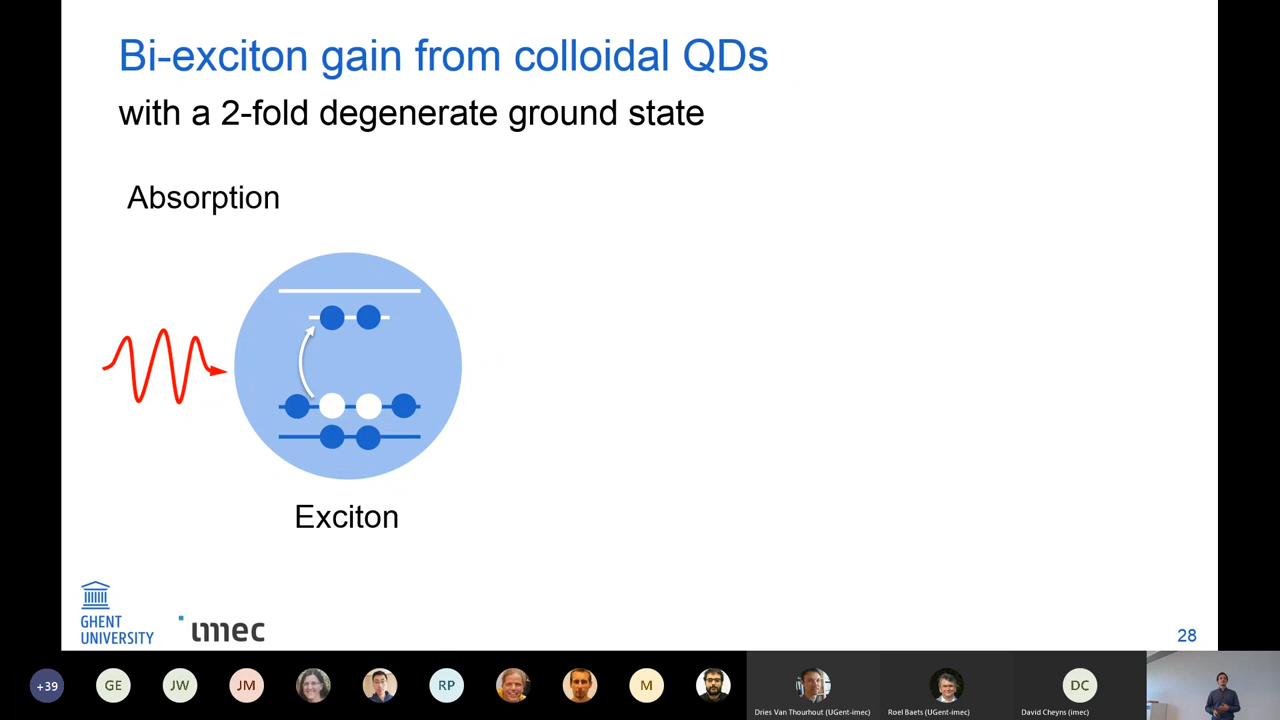 Bi-exciton gain from colloidal QDs
with a 2-fold degenerate ground state
Absorption
Exciton
GHENT
UNIVERSITY
imec
28
+39
GE
JW
JM
RP
M
DC
Dries Van Thourhout (UGent-imec)
Roel Baets (UGent-imec)
David Cheyns (imec)